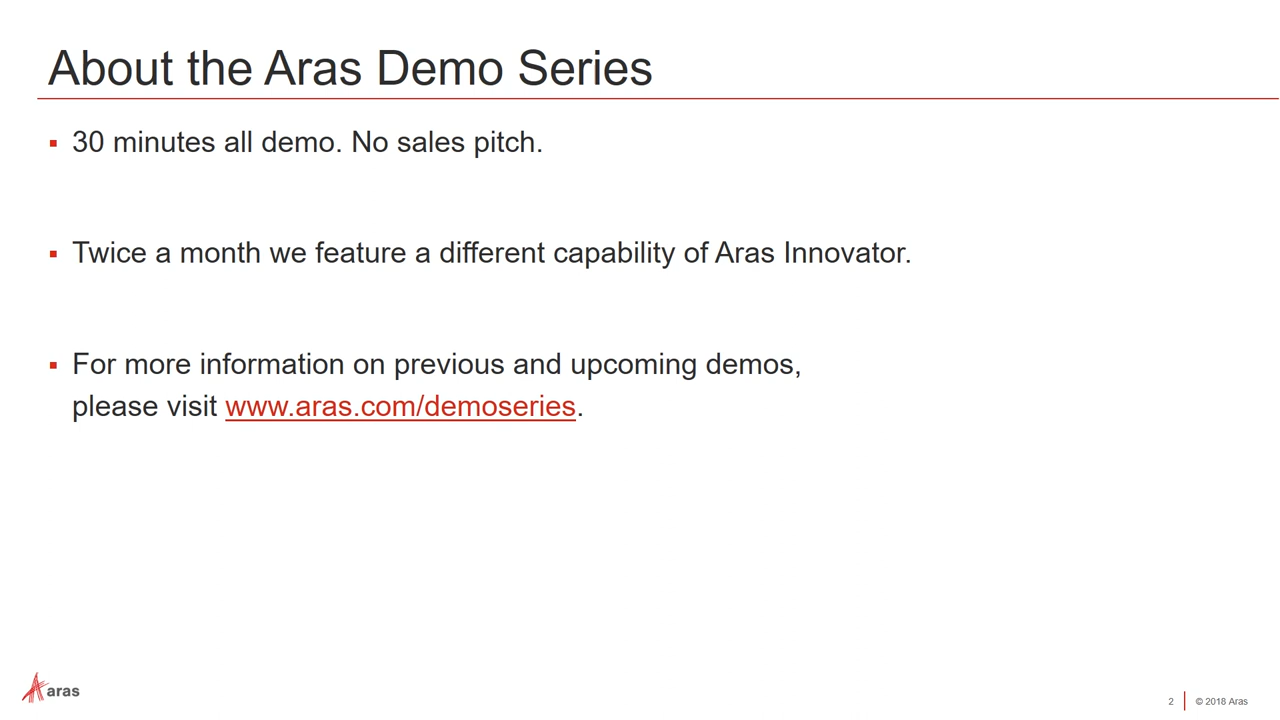 About the Aras Demo Series
▪ 30 minutes all demo. No sales pitch.
▪ Twice a month we feature a different capability of Aras Innovator.
▪ For more information on previous and upcoming demos,
please visit www.aras.com/demoseries.
aras
2 © 2018 Aras